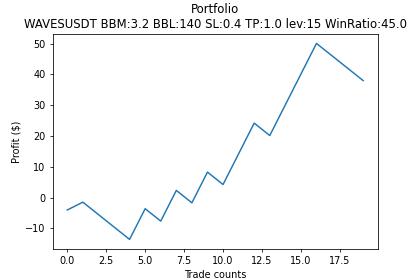 Portfolio
WAVESUSDT BBM:3.2 BBL:140 SL:0.4 TP:1.0 lev:15 WinRatio:45.0
50
40
30
20
10
0
−10
Profit ($)
0.0 2.5 5.0 7.5 10.0 12.5 15.0 17.5
Trade counts